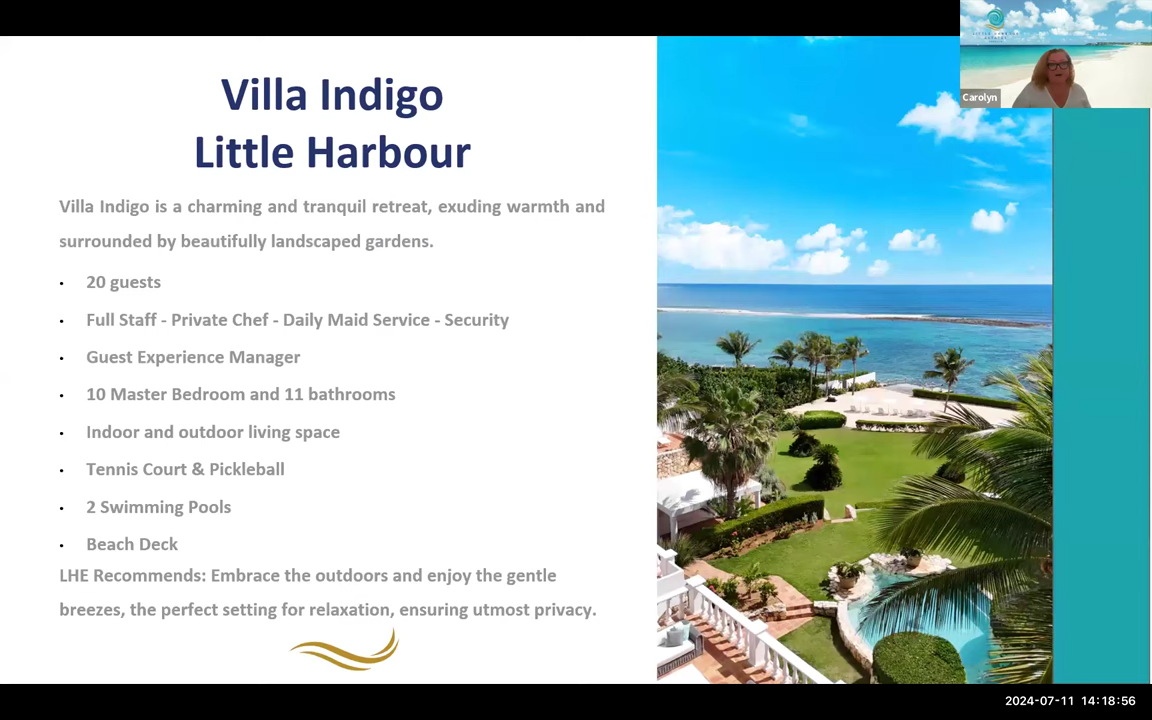 Villa Indigo
Little Harbour
Villa Indigo is a charming and tranquil retreat, exuding warmth and
surrounded by beautifully landscaped gardens.
• 20 guests
• Full Staff - Private Chef - Daily Maid Service - Security
• Guest Experience Manager
• 10 Master Bedroom and 11 bathrooms
• Indoor and outdoor living space
• Tennis Court & Pickleball
• 2 Swimming Pools
• Beach Deck
LHE Recommends: Embrace the outdoors and enjoy the gentle
breezes, the perfect setting for relaxation, ensuring utmost privacy.
Carolyn
2024-07-11 14:18:56